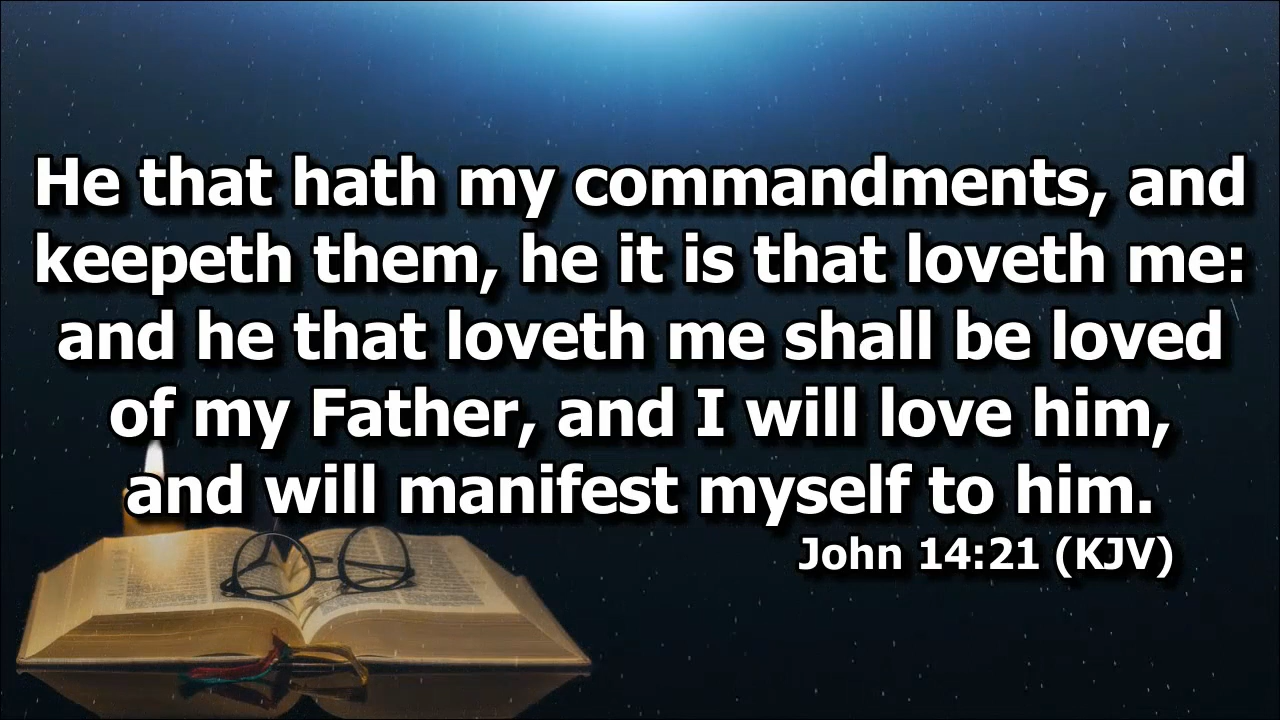 He that hath my commandments, and
keepeth them, he it is that loveth me:
and he that loveth me shall be loved
of my Father, and I will love him,
and will manifest myself to him.
John 14:21 (KJV)